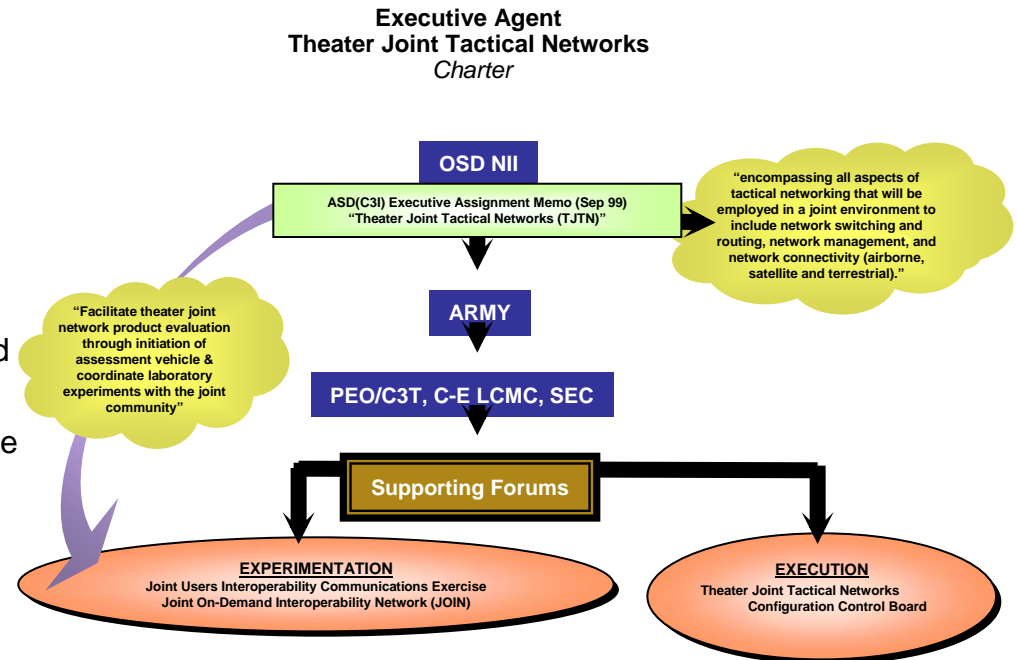 Executive Agent
Theater Joint Tactical Networks
Charter
OSD NII
ASD(C3I) Executive Assignment Memo (Sep 99)
“Theater Joint Tactical Networks (TJTN)”
“encompassing all aspects of
tactical networking that will be
employed in a joint environment to
include network switching and
routing, network management, and
network connectivity (airborne,
satellite and terrestrial).”
ARMY
“Facilitate theater joint
network product evaluation
through initiation of
assessment vehicle &
coordinate laboratory
experiments with the joint
community”
PEO/C3T, C-E LCMC, SEC
Supporting Forums
EXPERIMENTATION
Joint Users Interoperability Communications Exercise
Joint On-Demand Interoperability Network (JOIN)
EXECUTION
Theater Joint Tactical Networks
Configuration Control Board